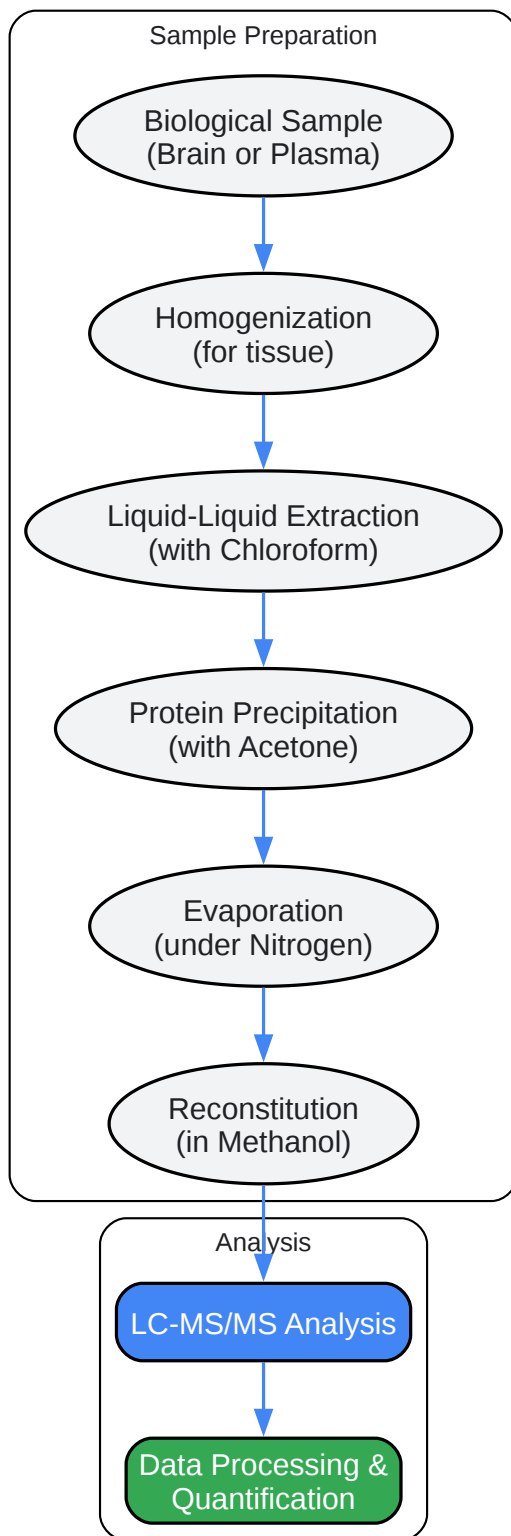 Sample Preparation
Biological Sample
(Brain or Plasma)
Homogenization
(for tissue)
Liquid-Liquid Extraction
(with Chloroform)
Protein Precipitation
(with Acetone)
Evaporation
(under Nitrogen)
Reconstitution
(in Methanol)
Analysis
LC-MS/MS Analysis
Data Processing &
Quantification